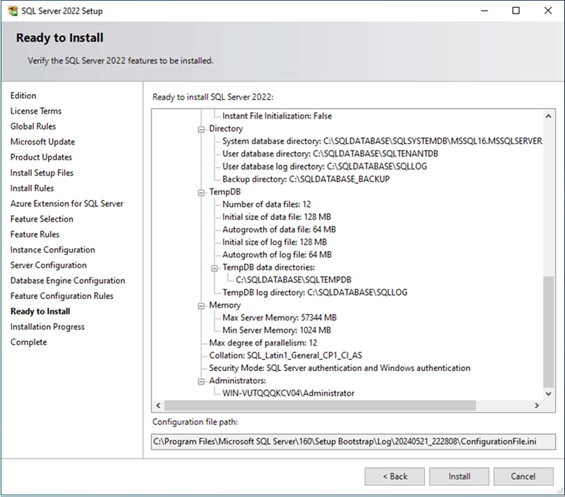 SQL Server 2022 Setup
Ready to Install
Verify the SQL Server 2022 features to be installed.
Edition
License Terms
Global Rules
Microsoft Update
Product Updates
Install Setup Files
Install Rules
Azure Extension for SQL Server
Feature Selection
Feature Rules
Instance Configuration
Server Configuration
Database Engine Configuration
Feature Configuration Rules
Ready to Install
Installation Progress
Complete
Ready to install SQL Server 2022:
Instant File Initialization: False
Directory
System database directory: C:\SQLDATABASE\SQLSYSTEMDB\MSSQL16.MSSQLSERVER.
User database directory: C:\SQLDATABASE\SQLTENANTDB
User database log directory: C:\SQLDATABASE\SQLLOG
Backup directory: C:\SQLDATABASE_BACKUP
TempDB
Number of data files: 12
Initial size of data file: 128 MB
Autogrowth of data file: 64 MB
Initial size of log file: 128 MB
Autogrowth of log file: 64 MB
TempDB data directories:
C:\SQLDATABASE\SQLTEMPDB
TempDB log directory: C:\SQLDATABASE\SQLLOG
Memory
Max Server Memory: 57344 MB
Min Server Memory: 1024 MB
Max degree of parallelism: 12
Collation: SQL_Latin1_General_CP1_CI_AS
Security Mode: SQL Server authentication and Windows authentication
Administrators:
WIN-VUTQQQKCV04\Administrator
Configuration file path:
C:\Program Files\Microsoft SQL Server\160\Setup Bootstrap\Log\20240521_222808\ConfigurationFile.ini
< Back
Install
Cancel